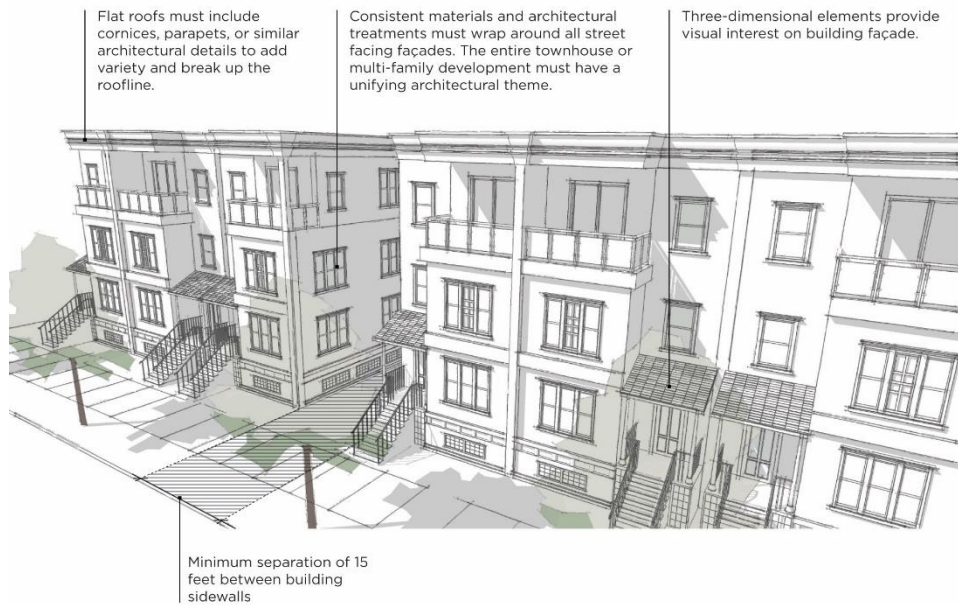 Flat roofs must include
cornices, parapets, or similar
architectural details to add
variety and break up the
roofline.
Consistent materials and architectural
treatments must wrap around all street
facing façades. The entire townhouse or
multi-family development must have a
unifying architectural theme.
Three-dimensional elements provide
visual interest on building façade.
Minimum separation of 15
feet between building
sidewalls